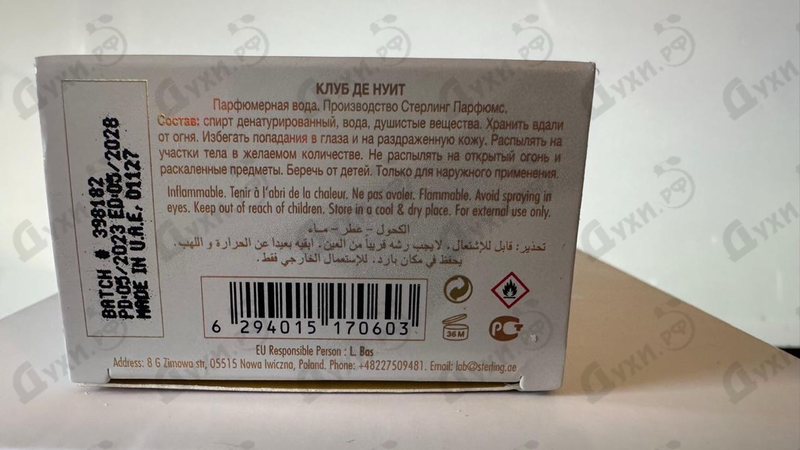 КЛУБ ДЕ НУИТ
Парфюмерная вода. Производство Стерлинг Парфюмс.
Состав: спирт денатурированный, вода, душистые вещества. Хранить вдали
от огня. Избегать попадания в глаза и на раздраженную кожу. Распылять на
участки тела в желаемом количестве. Не распылять на открытый огонь и
раскаленные предметы. Беречь от детей. Только для наружного применения.
Inflammable. Tenir à l'abri de la chaleur. Ne pas avaler. Flammable. Avoid spraying in
eyes. Keep out of reach of children. Store in a cool & dry place. For external use only.
الكحول - عطر - ماء
تحذير: قابل للإشتعال، لايجب رشه قريباً من العين. ابقيه بعيدا عن الحرارة و اللهب.
يحفظ في مكان بارد. للإستعمال الخارجي فقط.
BATCH # 398182
PD:05/2023 ED:05/2028
MADE IN U.A.E. 01127
6 294015 170603
36 M
EU Responsible Person : L. Bas
Address: 8 G Zimowa str, 05515 Nowa Iwiczna, Poland. Phone: +48227509481. Email: lab@sterling.ae
Духи.рф